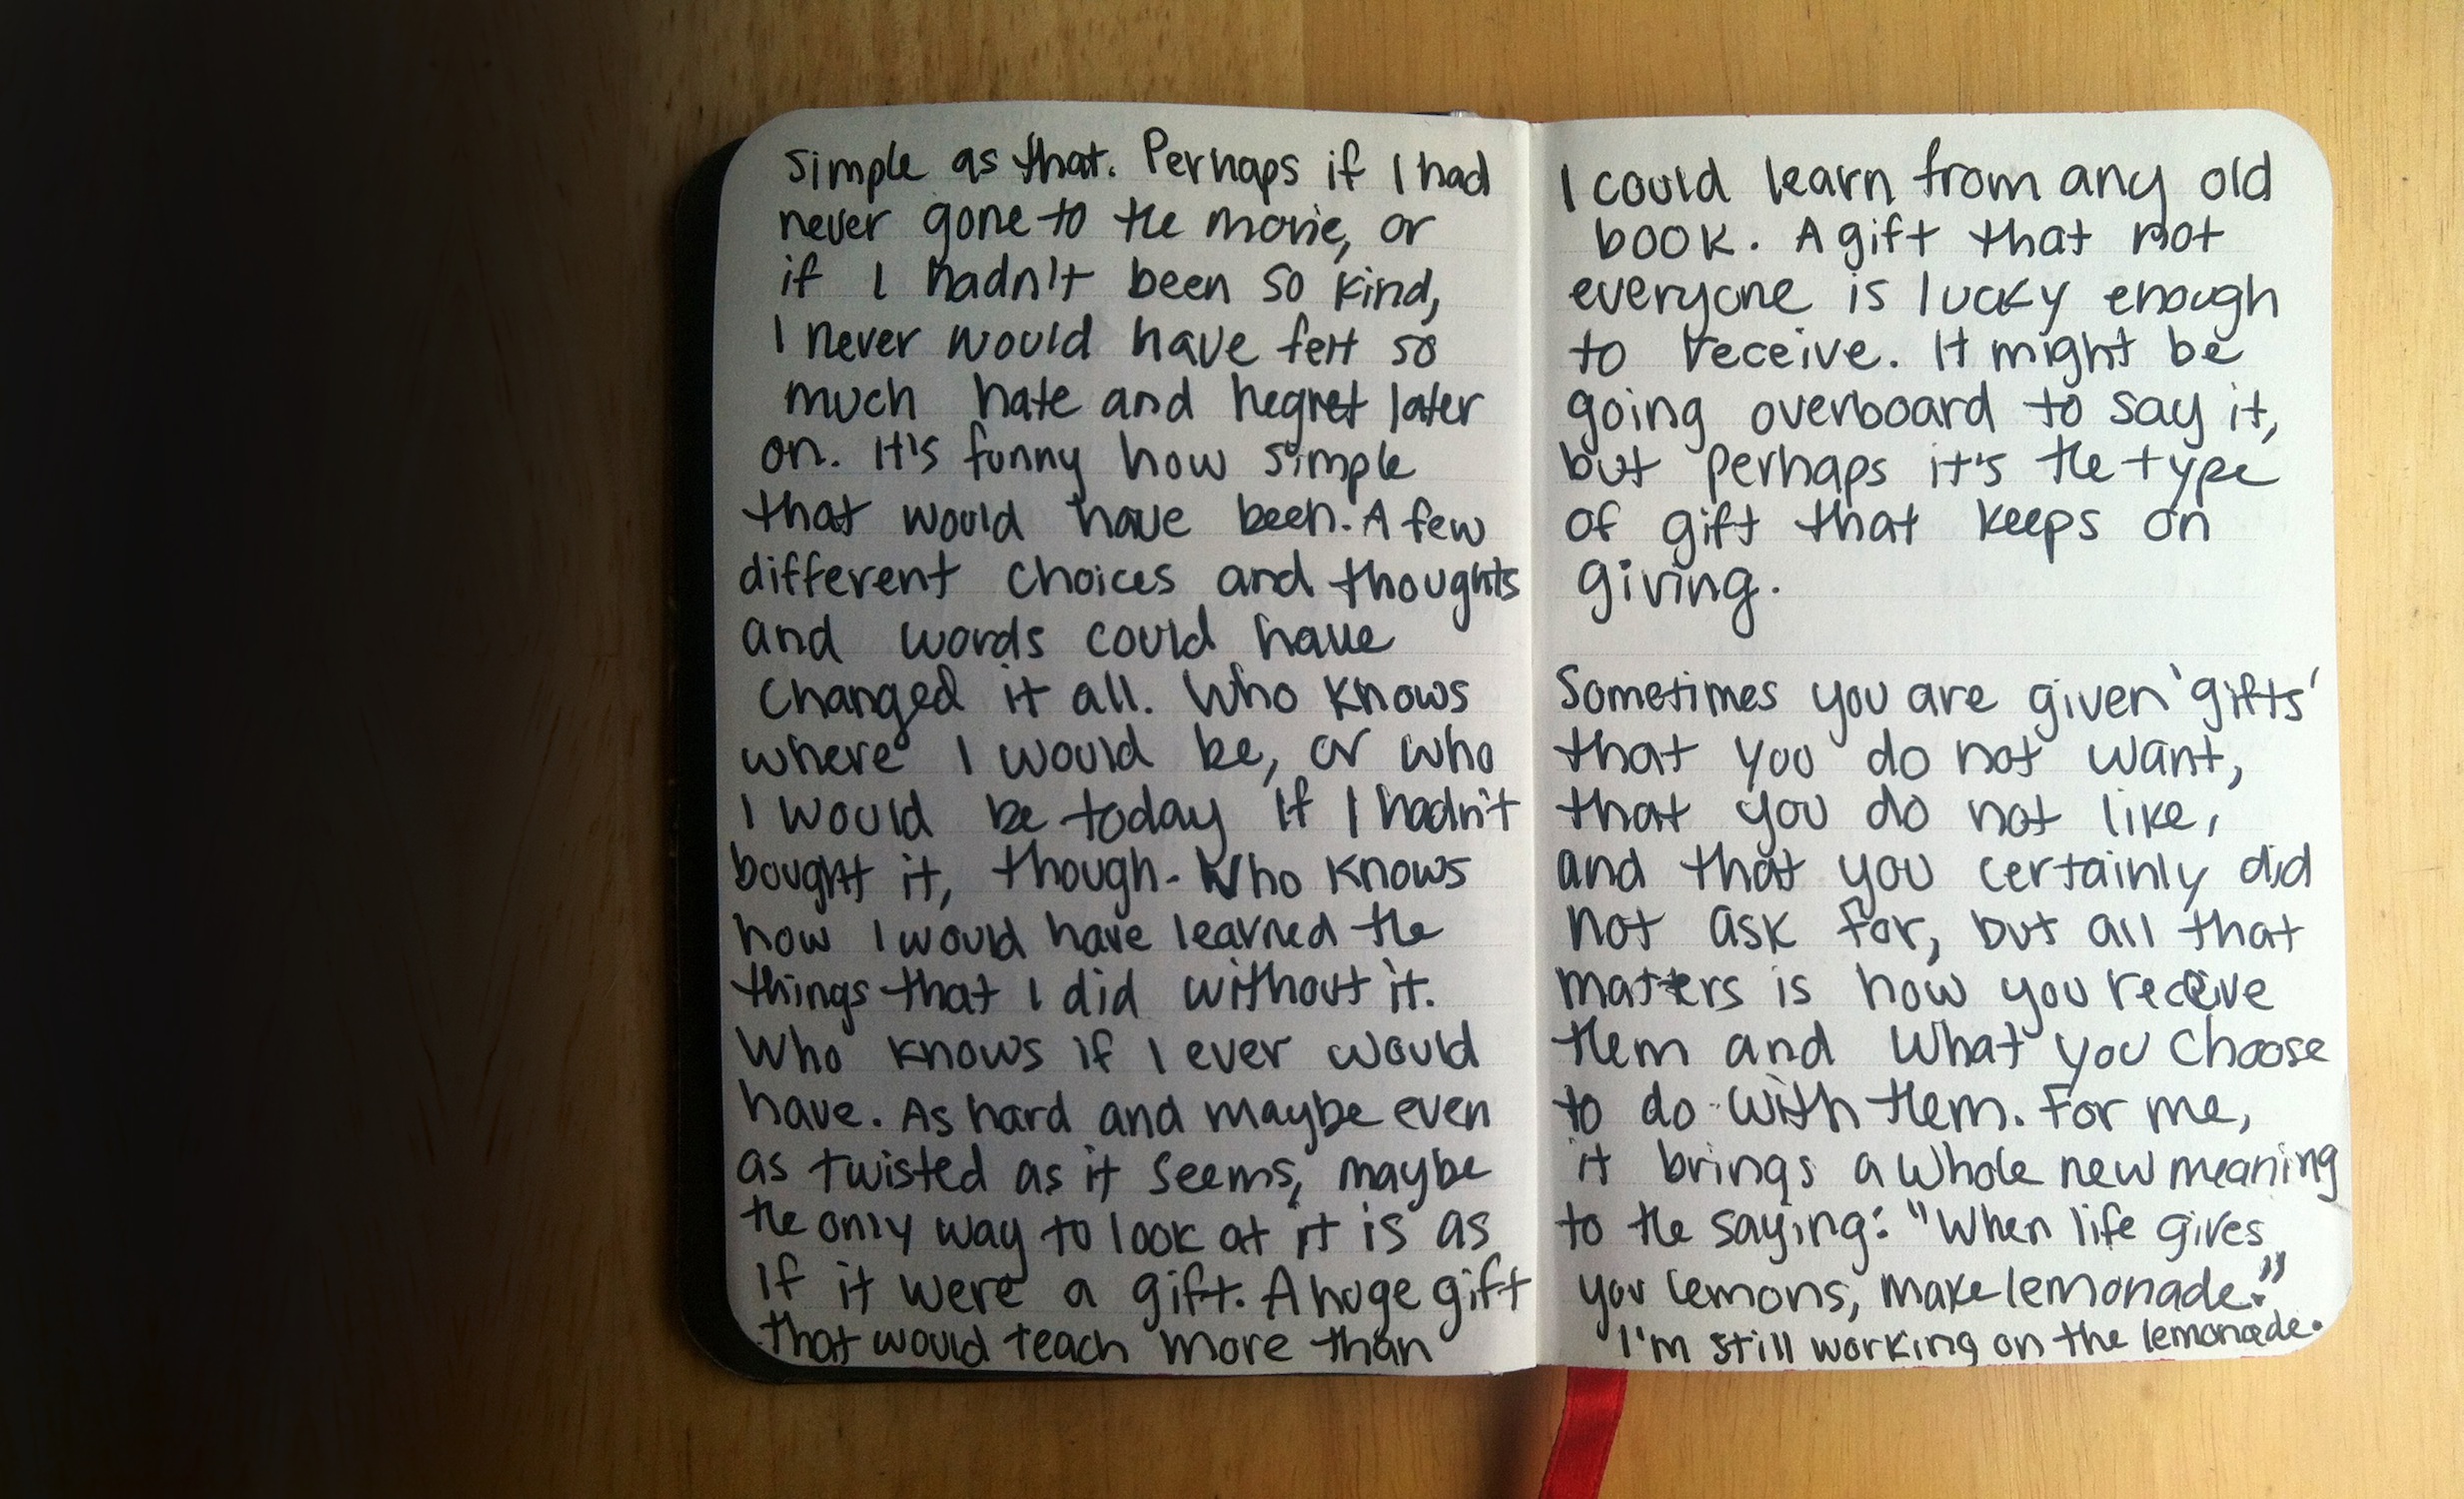 simple as that. Perhaps if I had
never gone to the movie, or
if I hadn't been so kind,
I never would have felt so
much hate and regret later
on. It's funny how simple
that would have been. A few
different choices and thoughts
and words could have
changed it all. Who knows
where I would be, or who
I would be today if I hadn't
bought it, though. Who knows
how I would have learned the
things that I did without it.
Who knows if I ever would
have. As hard and maybe even
as twisted as it seems, maybe
the only way to look at it is as
if it were a gift. A huge gift
that would teach more than
I could learn from any old
book. A gift that not
everyone is lucky enough
to receive. It might be
going overboard to say it,
but perhaps it's the type
of gift that keeps on
giving.
Sometimes you are given 'gifts'
that you do not want,
that you do not like,
and that you certainly did
not ask for, but all that
matters is how you receive
them and what you choose
to do with them. For me,
it brings a whole new meaning
to the saying: "When life gives
you lemons, make lemonade."
I'm still working on the lemonade.